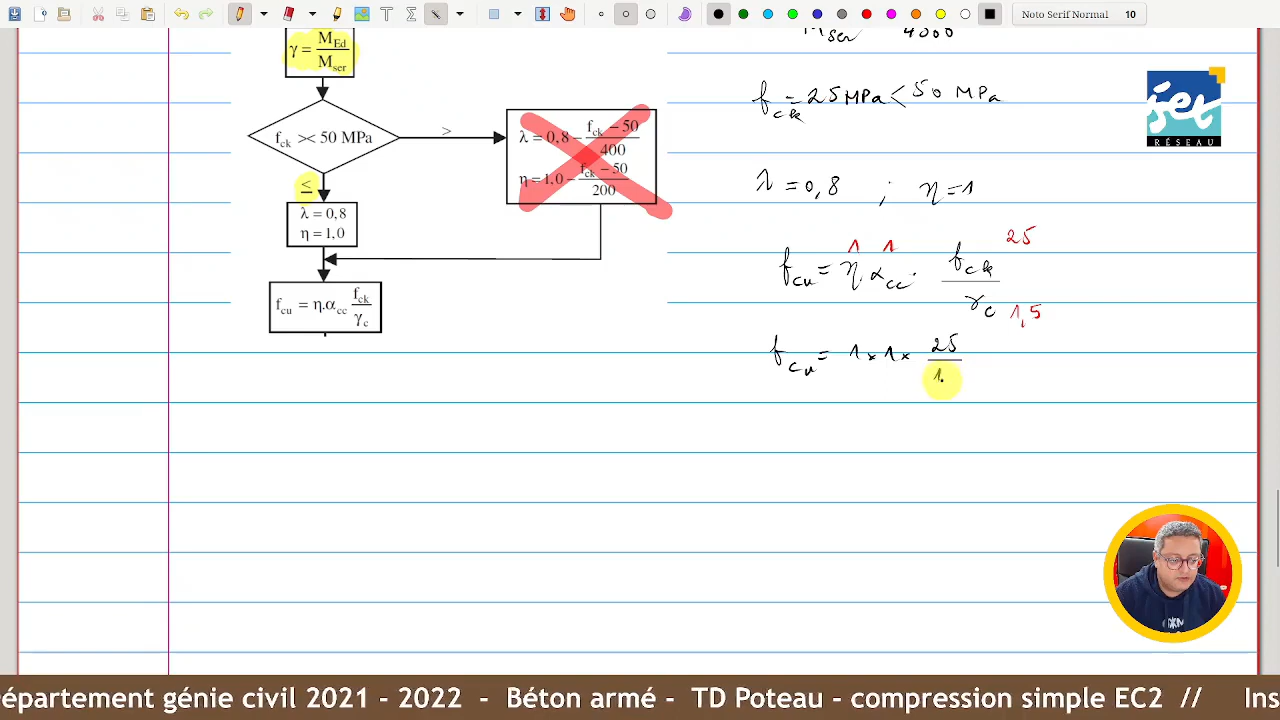 Noto Serif Normal 10
γ = M_Ed / M_ser
M_ser 4000
f_ck = 25 MPa < 50 MPa
f_ck >< 50 MPa
>
λ = 0,8 − (f_ck − 50) / 400
η = 1,0 − (f_ck − 50) / 200
≤
λ = 0,8
η = 1,0
λ = 0,8 ; η = 1
1 1 25
f_cu = η. α_cc . f_ck / γ_c
1,5
f_cu = η.α_cc f_ck / γ_c
f_cu = 1 × 1 × 25 / 1.
iset
RÉSEAU
épartement génie civil 2021 - 2022 - Béton armé - TD Poteau - compression simple EC2 // Ins